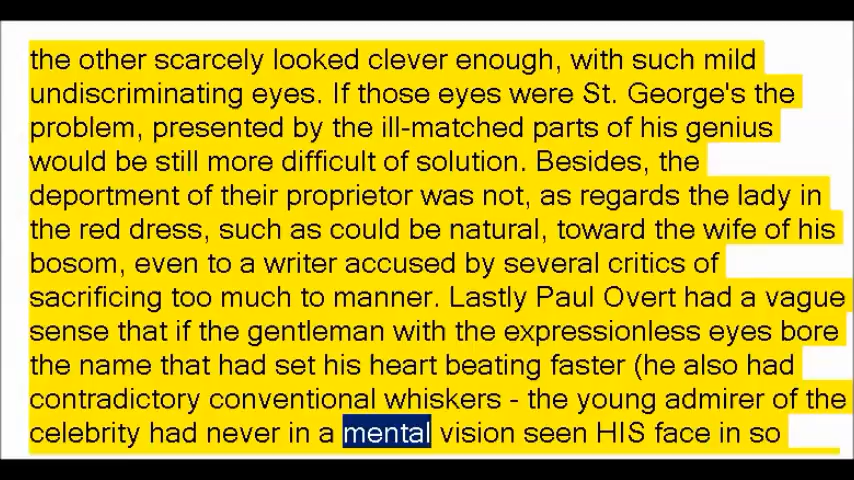 the other scarcely looked clever enough, with such mild
undiscriminating eyes. If those eyes were St. George's the
problem, presented by the ill-matched parts of his genius
would be still more difficult of solution. Besides, the
deportment of their proprietor was not, as regards the lady in
the red dress, such as could be natural, toward the wife of his
bosom, even to a writer accused by several critics of
sacrificing too much to manner. Lastly Paul Overt had a vague
sense that if the gentleman with the expressionless eyes bore
the name that had set his heart beating faster (he also had
contradictory conventional whiskers - the young admirer of the
celebrity had never in a mental vision seen HIS face in so